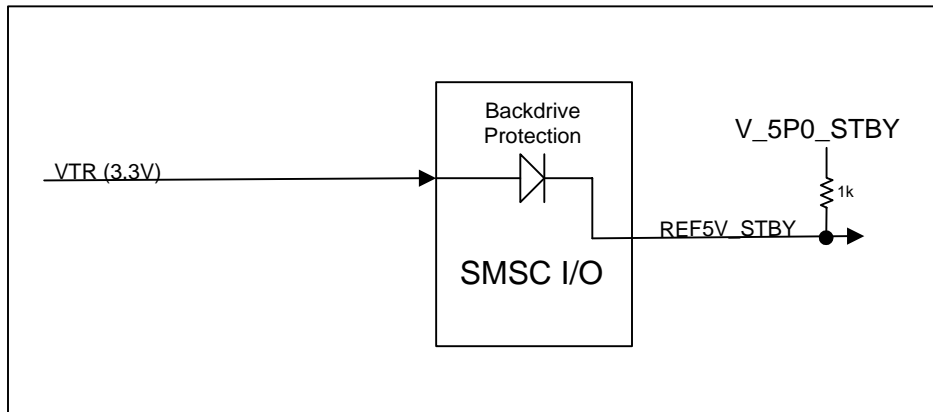 Backdrive
Protection
V_5P0_STBY
VTR (3.3V)
1k
REF5V_STBY
SMSC I/O